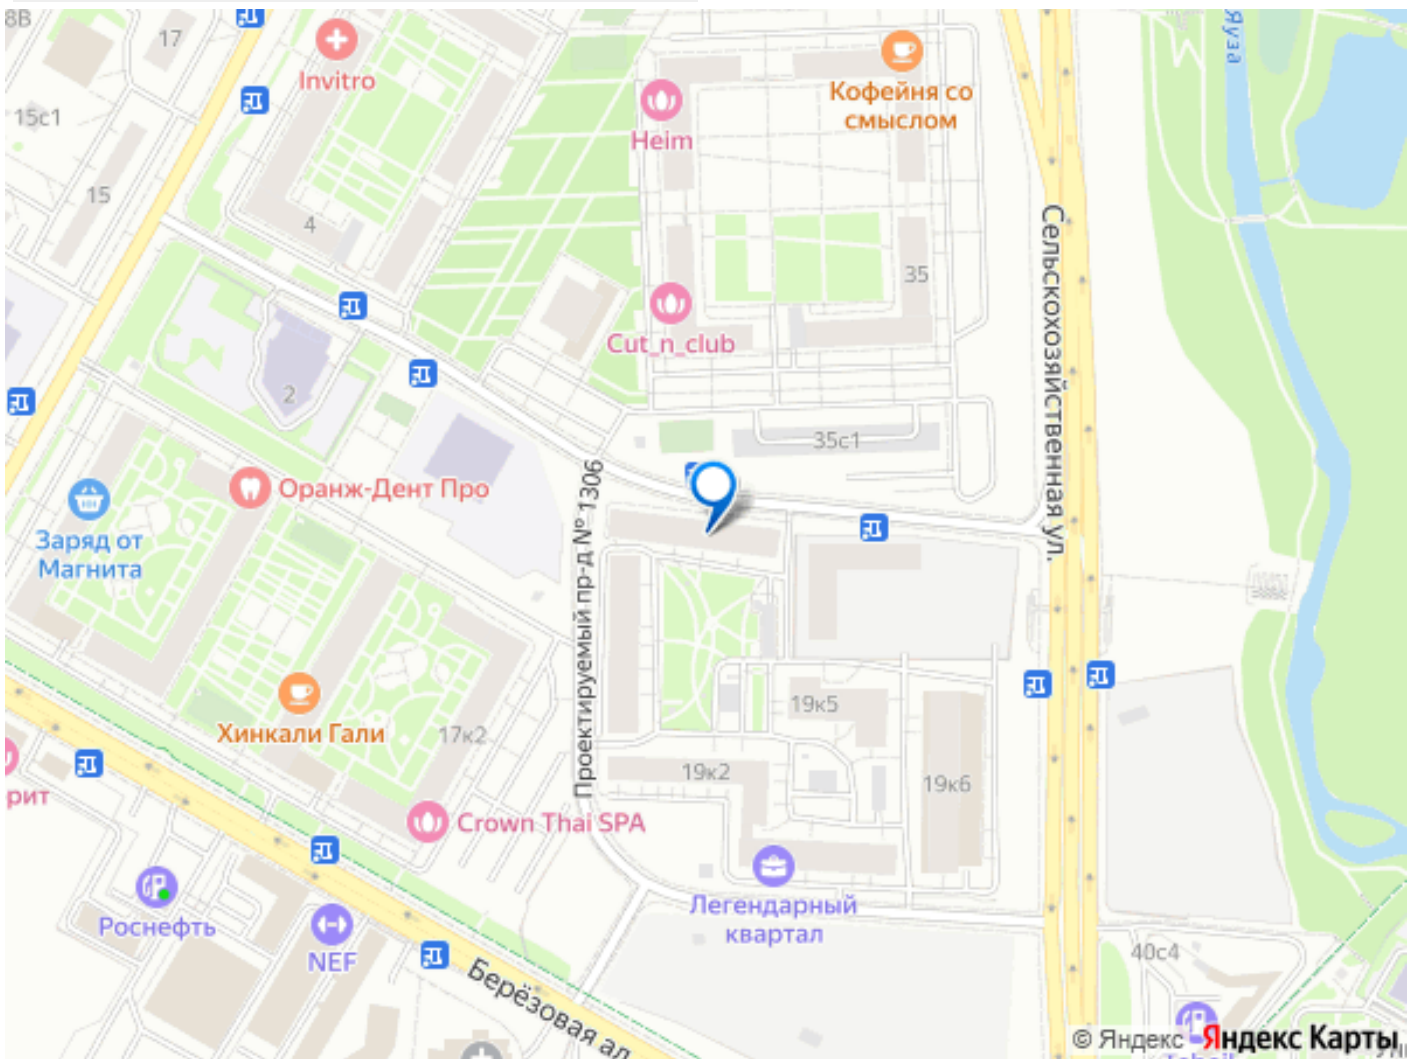 8В
17
Яуза
Invitro
Кофейня со
смыслом
15с1
Heim
15
4
Сельскохозяйственная ул.
35
Cut_n_club
2
35с1
Проектируемый пр-д № 1306
Оранж-Дент Про
Заряд от
Магнита
Хинкали Гали
17к2
19к5
19к2
19к6
рит
Crown Thai SPA
Легендарный
квартал
Роснефть
NEF
Берёзовая ал
40с4
© Яндекс Яндекс Карты